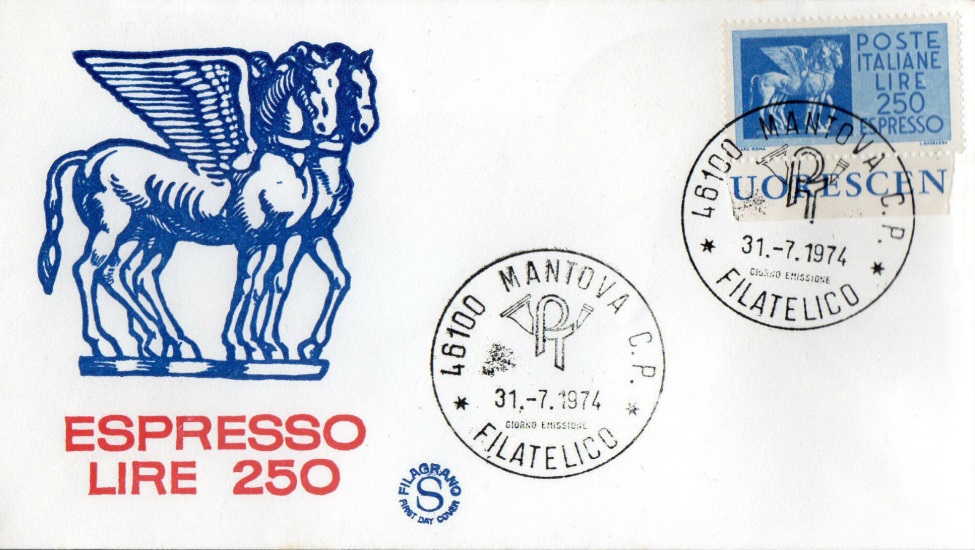 POSTE
ITALIANE
LIRE
250
ESPRESSO
UORESCEN
46100 MANTOVA C.P.
31.-7.1974
GIORNO EMISSIONE
* FILATELICO *
46100 MANTOVA C.P.
31.-7.1974
GIORNO EMISSIONE
* FILATELICO *
ESPRESSO
LIRE 250
FILAGRANO
S
FIRST DAY COVER